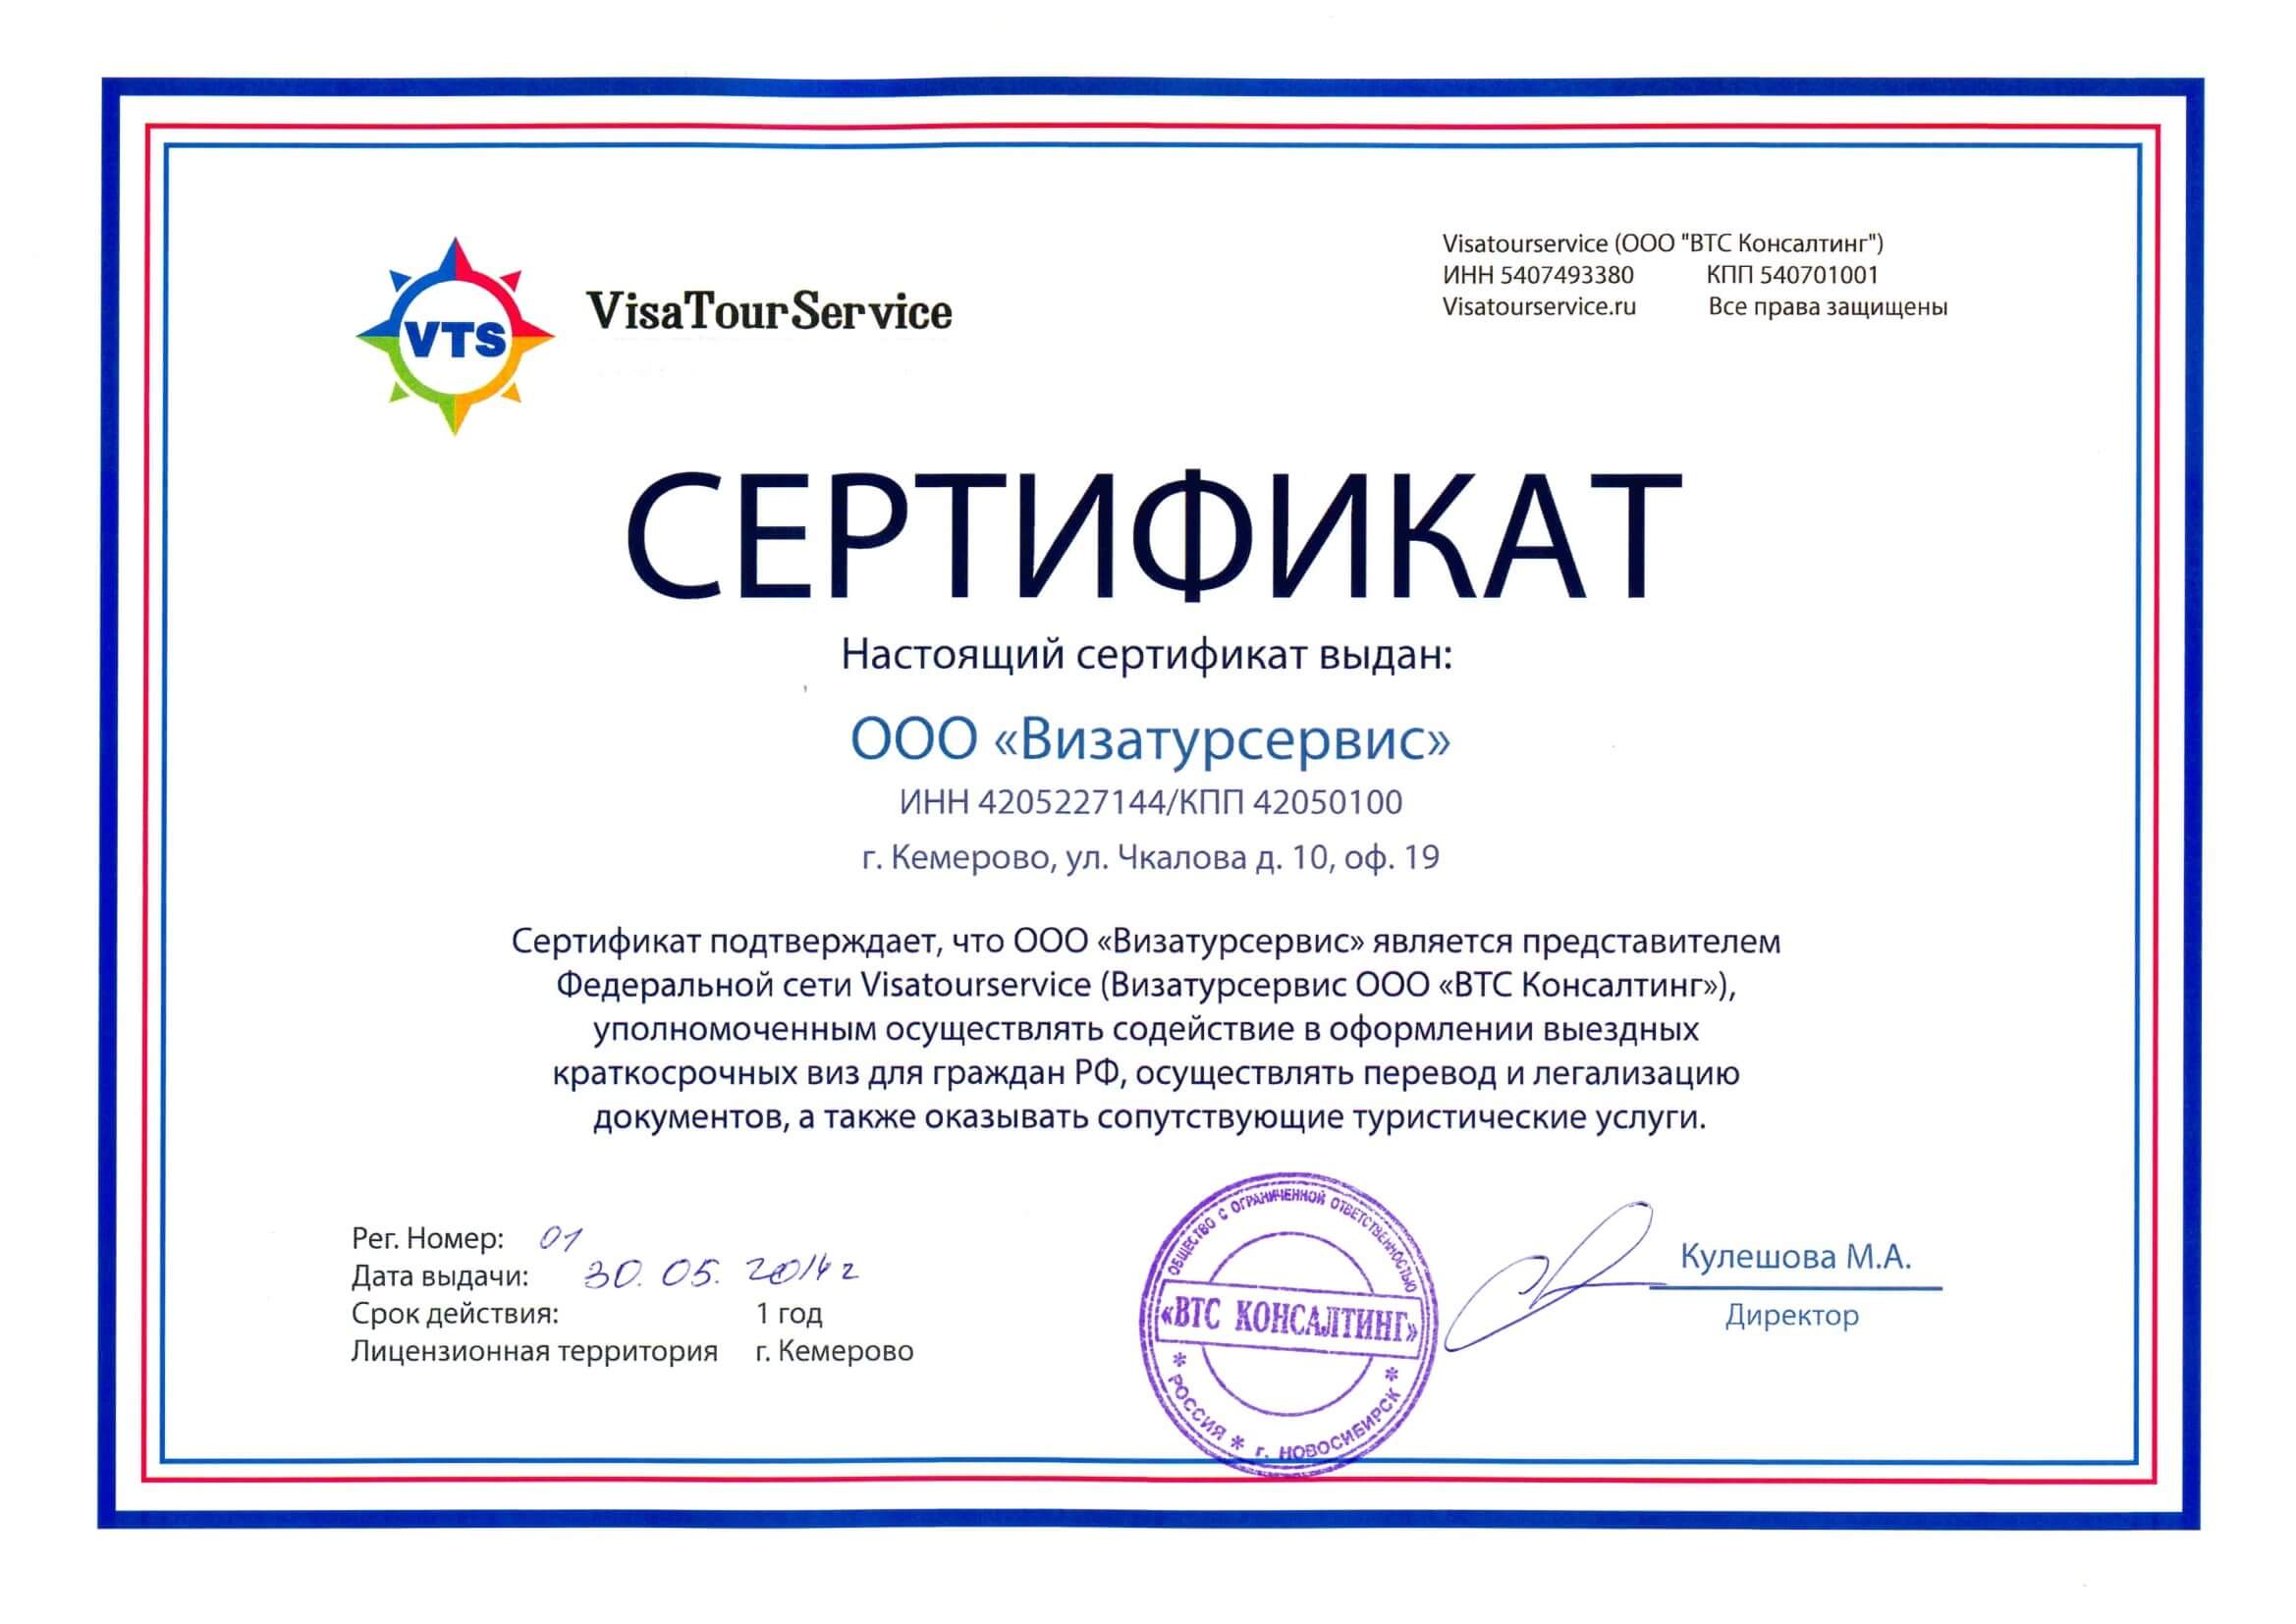 VTS
VisaTourService
Visatourservice (ООО "ВТС Консалтинг")
ИНН 5407493380 КПП 540701001
Visatourservice.ru Все права защищены
СЕРТИФИКАТ
Настоящий сертификат выдан:
ООО «Визатурсервис»
ИНН 4205227144/КПП 42050100
г. Кемерово, ул. Чкалова д. 10, оф. 19
Сертификат подтверждает, что ООО «Визатурсервис» является представителем
Федеральной сети Visatourservice (Визатурсервис ООО «ВТС Консалтинг»),
уполномоченным осуществлять содействие в оформлении выездных
краткосрочных виз для граждан РФ, осуществлять перевод и легализацию
документов, а также оказывать сопутствующие туристические услуги.
Рег. Номер: 01
Дата выдачи: 30.05.2014 г
Срок действия: 1 год
Лицензионная территория г. Кемерово
ОБЩЕСТВО С ОГРАНИЧЕННОЙ ОТВЕТСТВЕННОСТЬЮ
«ВТС КОНСАЛТИНГ»
* РОССИЯ * г. НОВОСИБИРСК *
Кулешова М.А.
Директор